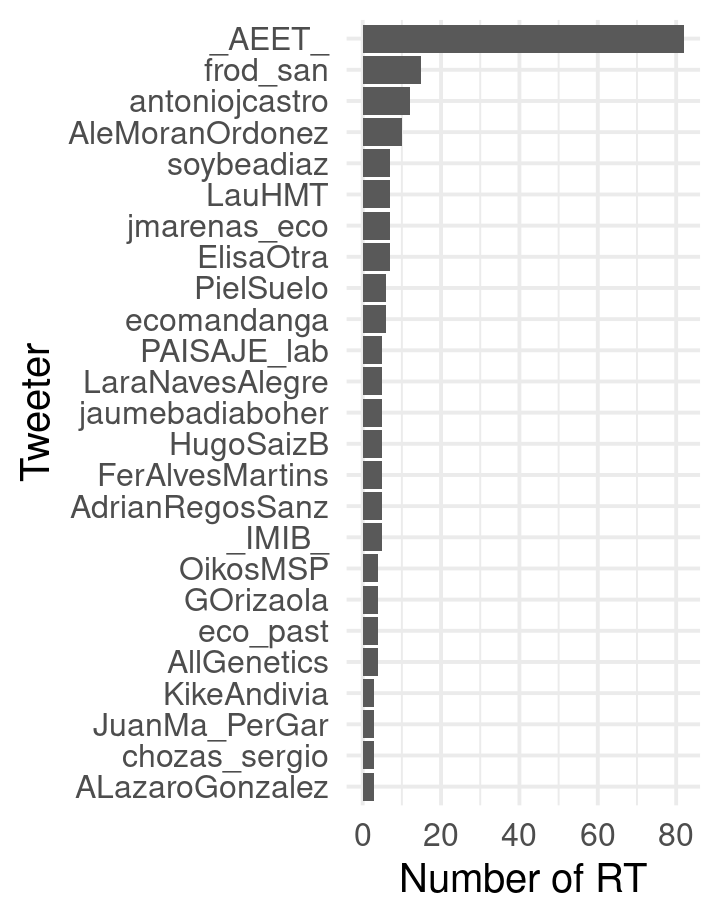 _AEET_
frod_san
antoniojcastro
AleMoranOrdonez
soybeadiaz
LauHMT
jmarenas_eco
ElisaOtra
PielSuelo
ecomandanga
PAISAJE_lab
LaraNavesAlegre
jaumebadiaboher
HugoSaizB
FerAlvesMartins
AdrianRegosSanz
_IMIB_
OikosMSP
GOrizaola
eco_past
AllGenetics
KikeAndivia
JuanMa_PerGar
chozas_sergio
ALazaroGonzalez
Tweeter
0 20 40 60 80
Number of RT